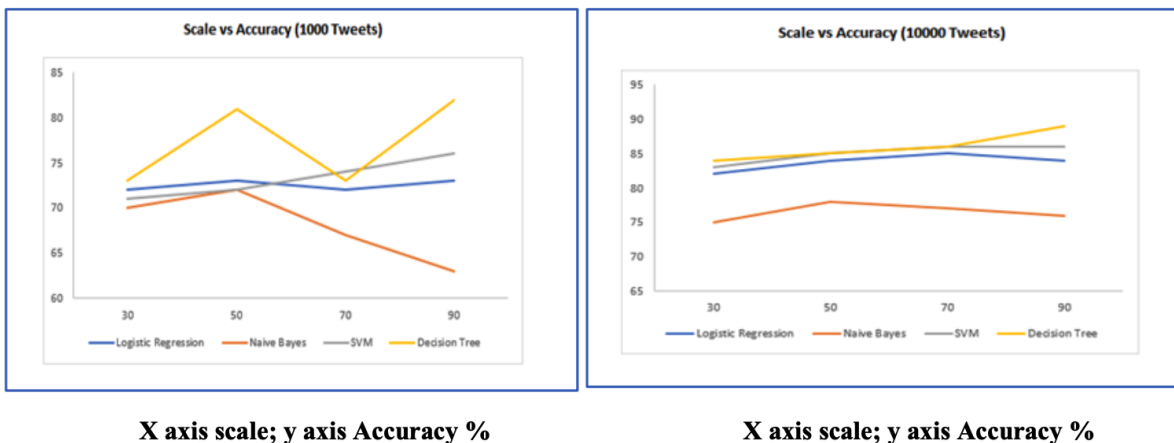 Scale vs Accuracy (1000 Tweets)
85
80
75
70
65
60
30 50 70 90
Logistic Regression Naive Bayes SVM Decision Tree
X axis scale; y axis Accuracy %
Scale vs Accuracy (10000 Tweets)
95
90
85
80
75
70
65
30 50 70 90
Logistic Regression Naive Bayes SVM Decision Tree
X axis scale; y axis Accuracy %